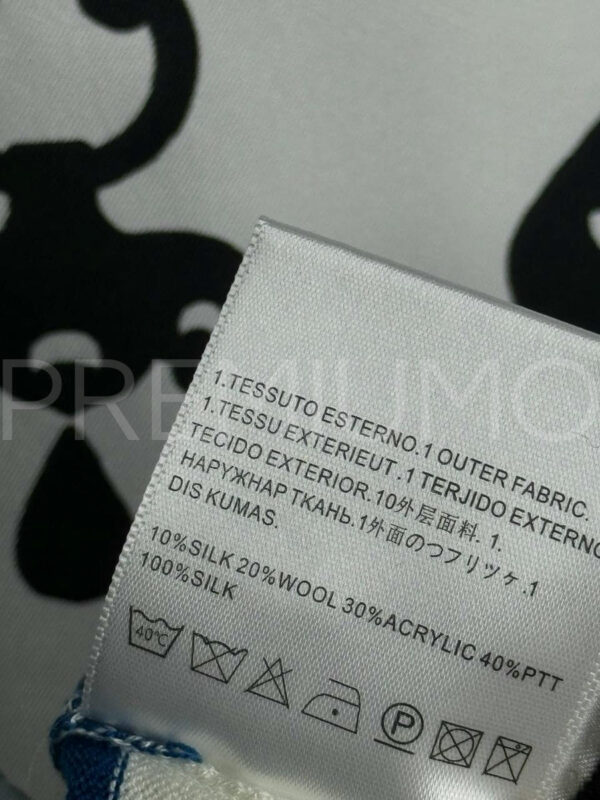 PREMIUMO
1.TESSUTO ESTERNO.1 OUTER FABRIC.
1.TESSU EXTERIEUT.1 TERJIDO EXTERNO
TECIDO EXTERIOR.10外层面料. 1.
НАРУЖНАР ТКАНЬ.1外面のつフリツヶ.1
DIS KUMAS.
10%SILK 20%WOOL 30%ACRYLIC 40%PTT
100%SILK
40℃
P